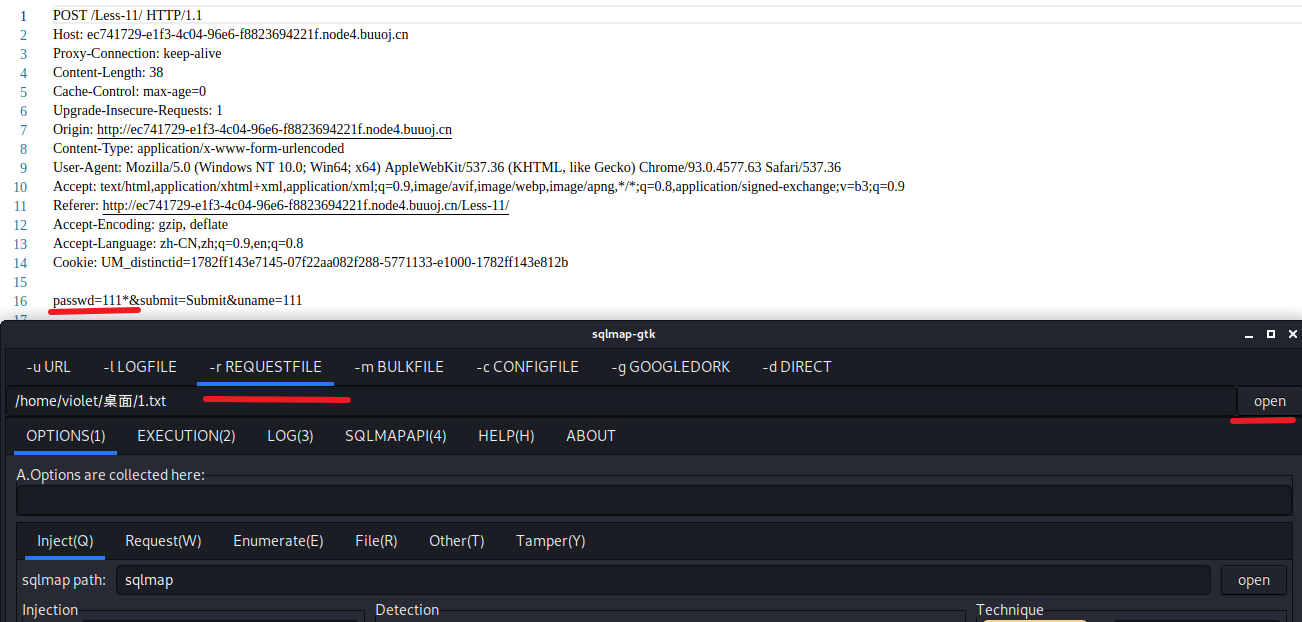 1 POST /Less-11/ HTTP/1.1
2 Host: ec741729-e1f3-4c04-96e6-f8823694221f.node4.buuoj.cn
3 Proxy-Connection: keep-alive
4 Content-Length: 38
5 Cache-Control: max-age=0
6 Upgrade-Insecure-Requests: 1
7 Origin: http://ec741729-e1f3-4c04-96e6-f8823694221f.node4.buuoj.cn
8 Content-Type: application/x-www-form-urlencoded
9 User-Agent: Mozilla/5.0 (Windows NT 10.0; Win64; x64) AppleWebKit/537.36 (KHTML, like Gecko) Chrome/93.0.4577.63 Safari/537.36
10 Accept: text/html,application/xhtml+xml,application/xml;q=0.9,image/avif,image/webp,image/apng,*/*;q=0.8,application/signed-exchange;v=b3;q=0.9
11 Referer: http://ec741729-e1f3-4c04-96e6-f8823694221f.node4.buuoj.cn/Less-11/
12 Accept-Encoding: gzip, deflate
13 Accept-Language: zh-CN,zh;q=0.9,en;q=0.8
14 Cookie: UM_distinctid=1782ff143e7145-07f22aa082f288-5771133-e1000-1782ff143e812b
15
16 passwd=111*&submit=Submit&uname=111
17
sqlmap-gtk
-u URL -l LOGFILE -r REQUESTFILE -m BULKFILE -c CONFIGFILE -g GOOGLEDORK -d DIRECT
/home/violet/桌面/1.txt open
OPTIONS(1) EXECUTION(2) LOG(3) SQLMAPAPI(4) HELP(H) ABOUT
A.Options are collected here:
Inject(Q) Request(W) Enumerate(E) File(R) Other(T) Tamper(Y)
sqlmap path: sqlmap open
Injection Detection Technique